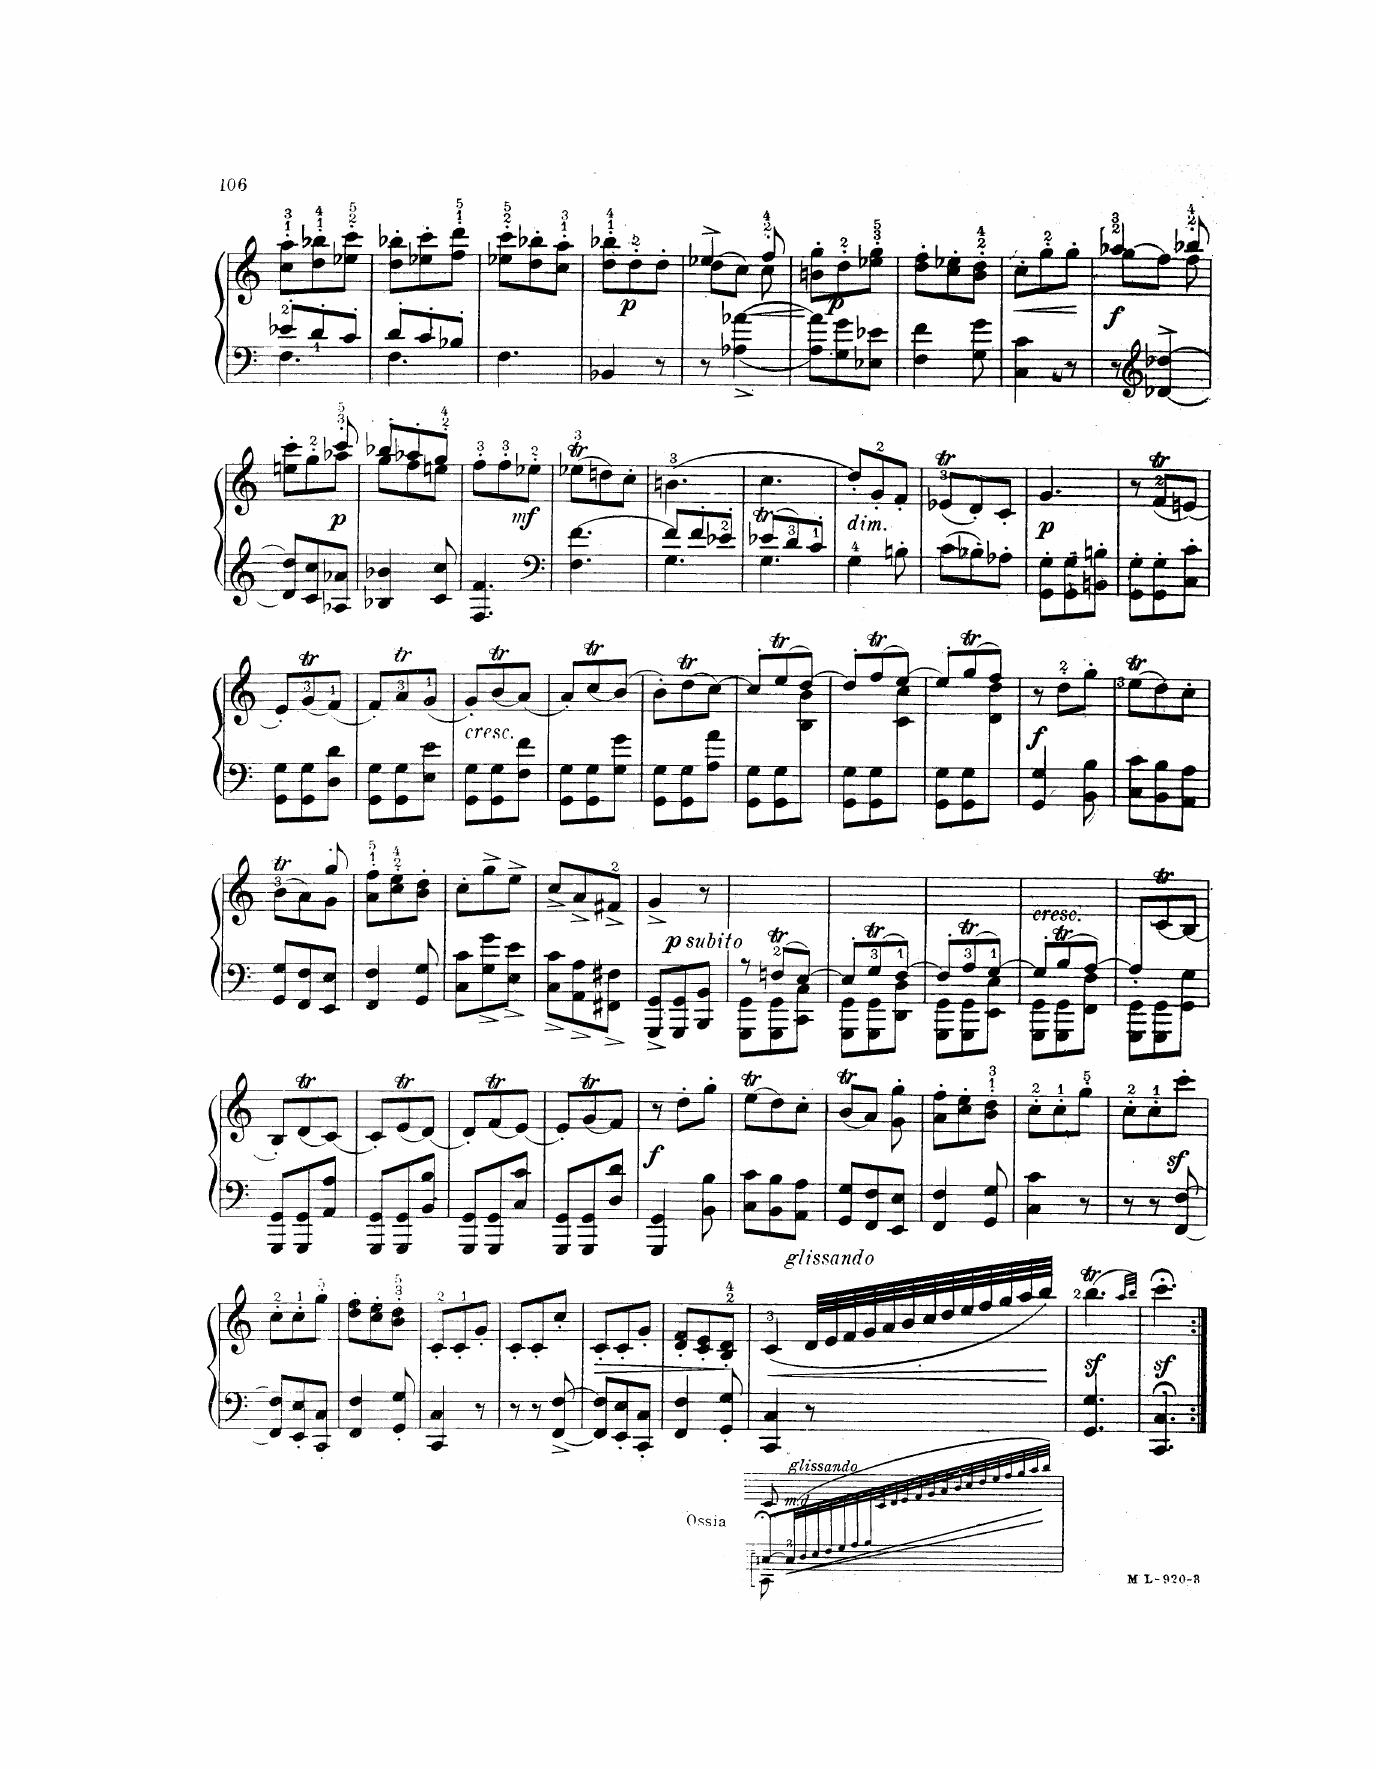 106
p p f
p mf dim. p
cresc. f
p subito cresc.
f sf
glissando
sf sf
glissando
m.d.
Ossia
M L-920-3